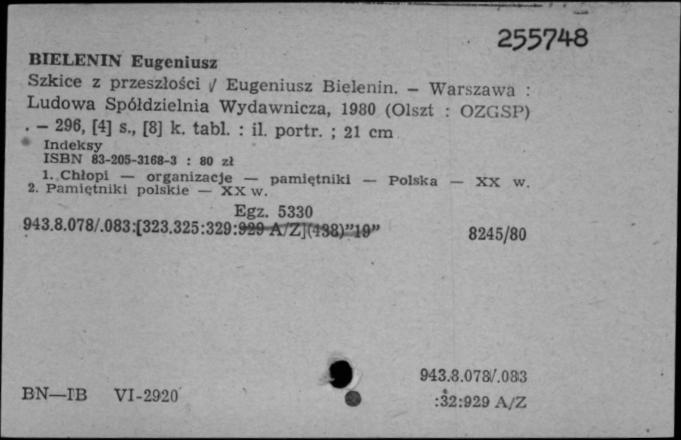 255748
BIELENIN Eugeniusz
Szkice z przeszłości / Eugeniusz Bielenin. — Warszawa :
Ludowa Spółdzielnia Wydawnicza, 1980 (Olszt : OZGSP)
. — 296, [4] s., [8] k. tabl. : il. portr. ; 21 cm
Indeksy
ISBN 83-205-3168-3 : 80 zł
1. Chłopi — organizacje — pamiętniki — Polska — XX w.
2. Pamiętniki polskie — XX w.
Egz. 5330
943.8.078/.083:[323.325:329:929 A/Z](438)"19"
8245/80
943.8.078/.083
BN—IB VI-2920
:32:929 A/Z